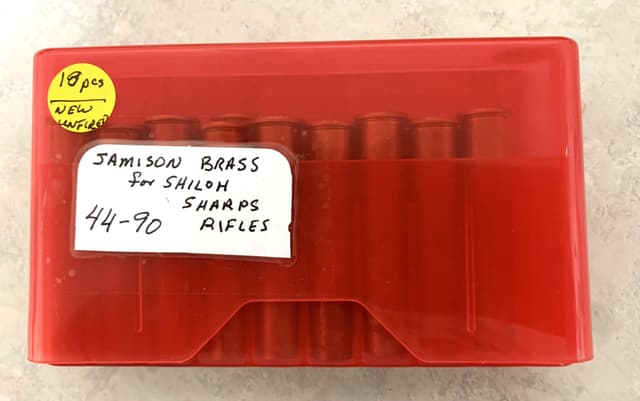 18 pcs
NEW
UNFIRED
JAMISON BRASS
for SHILOH
SHARPS
44-90 RIFLES